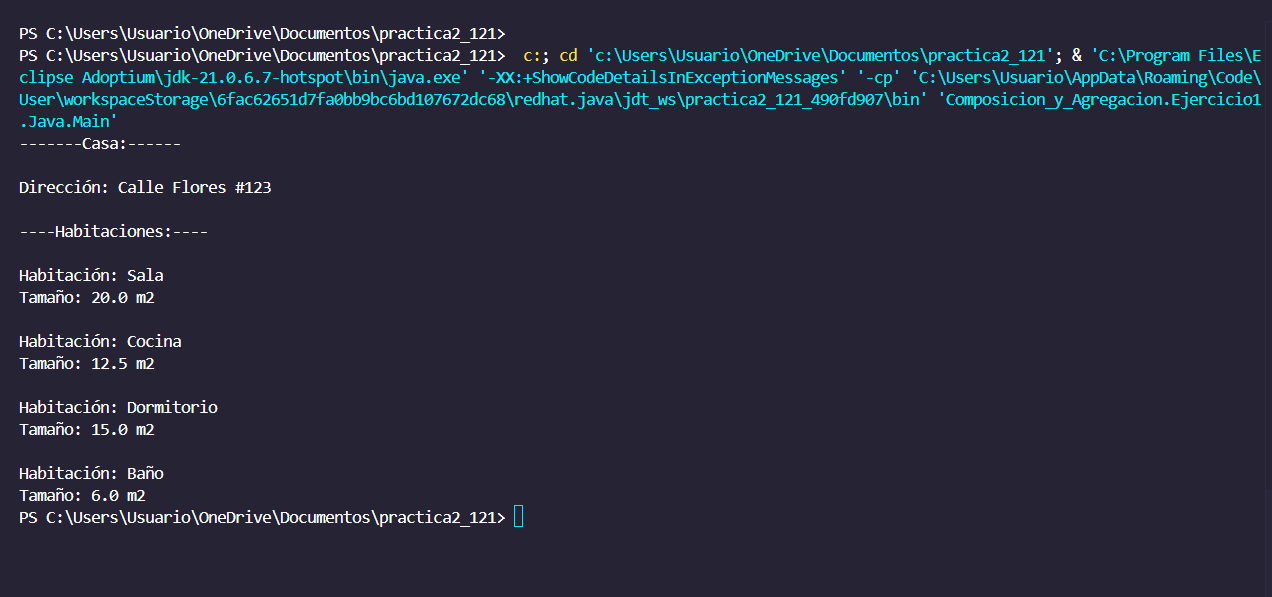 PS C:\Users\Usuario\OneDrive\Documentos\practica2_121>
PS C:\Users\Usuario\OneDrive\Documentos\practica2_121>  c:; cd 'c:\Users\Usuario\OneDrive\Documentos\practica2_121'; & 'C:\Program Files\E
clipse Adoptium\jdk-21.0.6.7-hotspot\bin\java.exe' '-XX:+ShowCodeDetailsInExceptionMessages' '-cp' 'C:\Users\Usuario\AppData\Roaming\Code\
User\workspaceStorage\6fac62651d7fa0bb9bc6bd107672dc68\redhat.java\jdt_ws\practica2_121_490fd907\bin' 'Composicion_y_Agregacion.Ejercicio1
.Java.Main'
-------Casa:------
Dirección: Calle Flores #123
----Habitaciones:----
Habitación: Sala
Tamaño: 20.0 m2
Habitación: Cocina
Tamaño: 12.5 m2
Habitación: Dormitorio
Tamaño: 15.0 m2
Habitación: Baño
Tamaño: 6.0 m2
PS C:\Users\Usuario\OneDrive\Documentos\practica2_121>